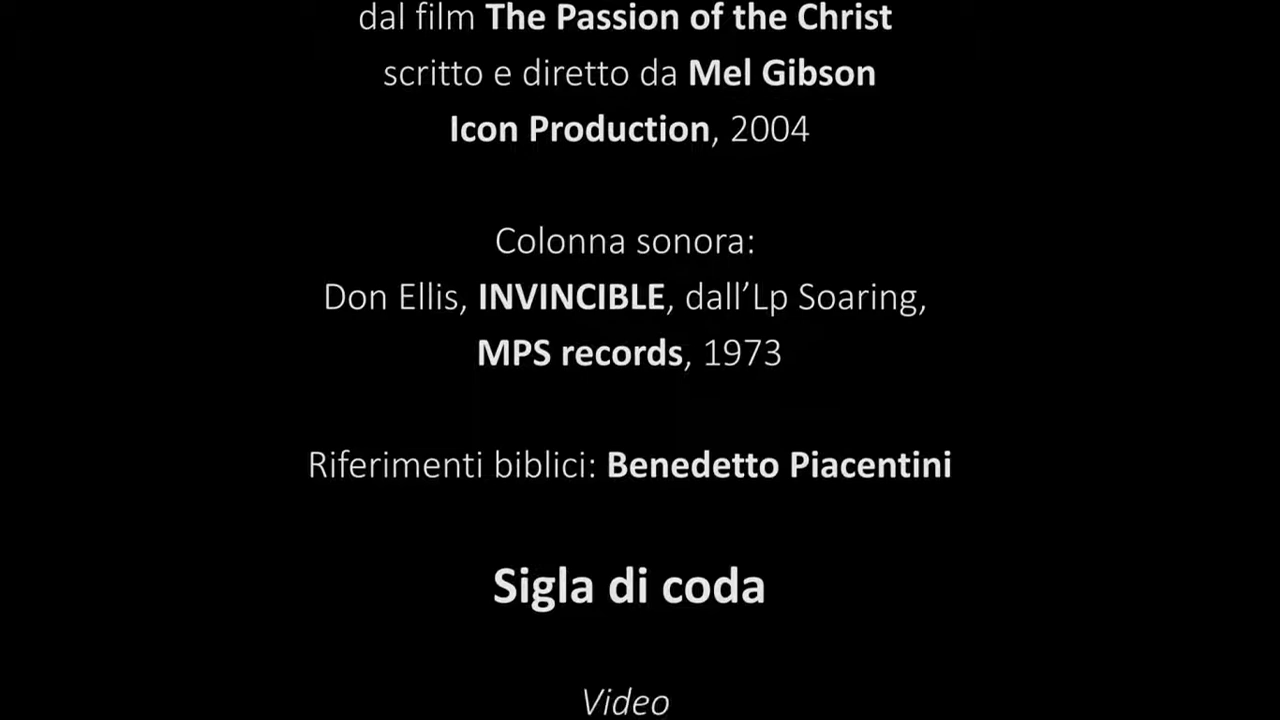 dal film The Passion of the Christ
scritto e diretto da Mel Gibson
Icon Production, 2004
Colonna sonora:
Don Ellis, INVINCIBLE, dall’Lp Soaring,
MPS records, 1973
Riferimenti biblici: Benedetto Piacentini
Sigla di coda
Video